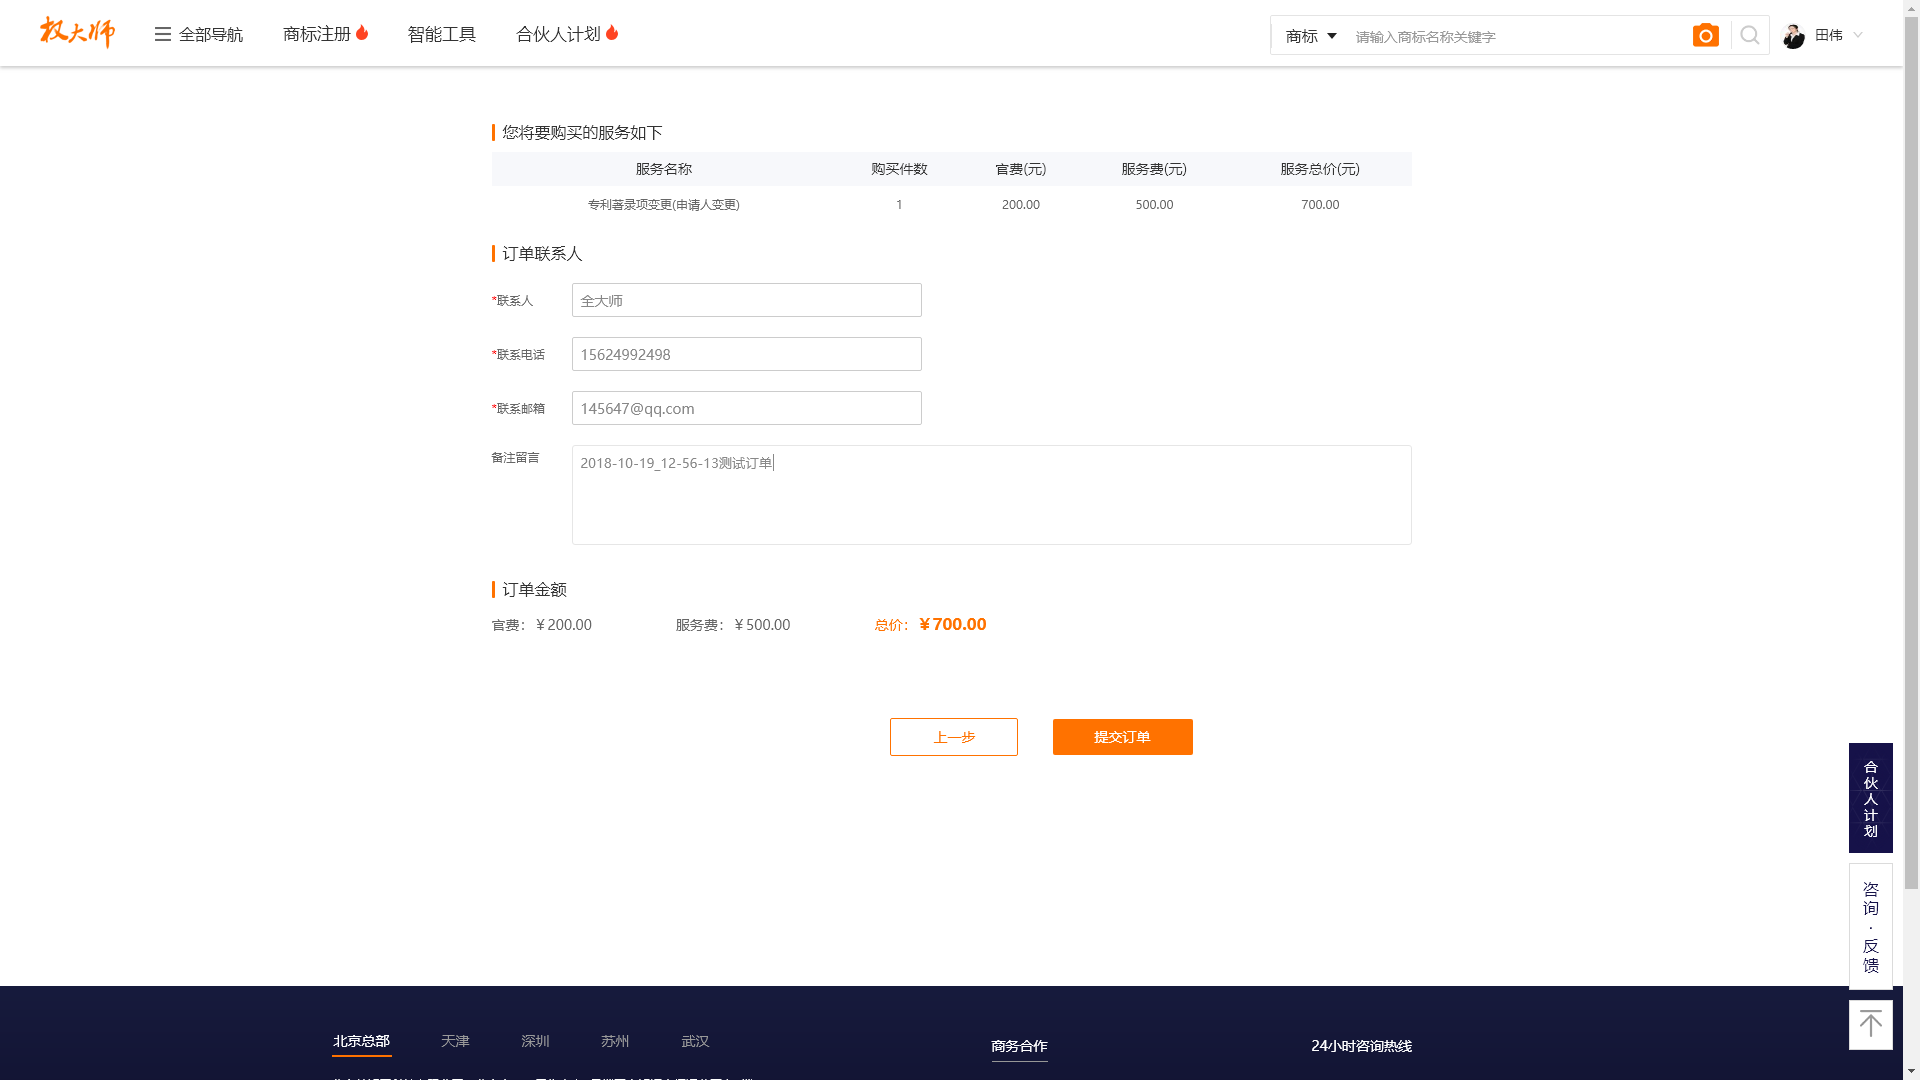 权大师 全部导航 商标注册 智能工具 合伙人计划 商标 请输入商标名称关键字 田伟
您将要购买的服务如下
服务名称 购买件数 官费(元) 服务费(元) 服务总价(元)
专利著录项变更(申请人变更) 1 200.00 500.00 700.00
订单联系人
*联系人 全大师
*联系电话 15624992498
*联系邮箱 145647@qq.com
备注留言 2018-10-19_12-56-13测试订单
订单金额
官费：￥200.00 服务费：￥500.00 总价：￥700.00
上一步 提交订单
合伙人计划
咨询·反馈
北京总部 天津 深圳 苏州 武汉 商务合作 24小时咨询热线